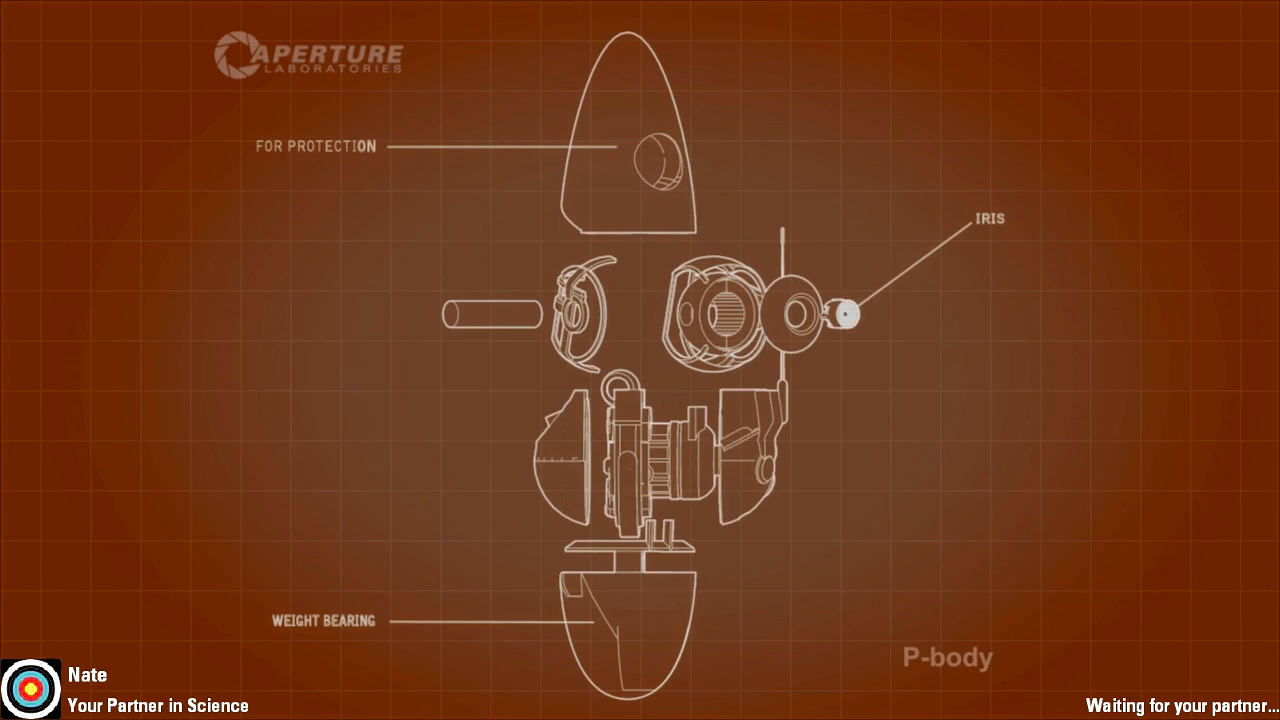 APERTURE
LABORATORIES
FOR PROTECTION
IRIS
WEIGHT BEARING
P-body
Nate
Your Partner in Science
Waiting for your partner...